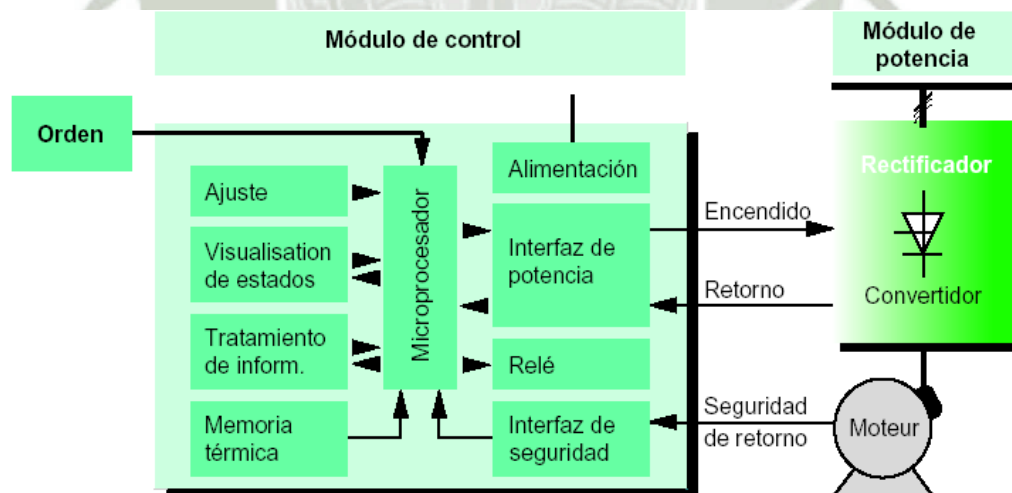 Módulo de control
Módulo de
potencia
Orden
Ajuste
Visualisation
de estados
Tratamiento
de inform.
Memoria
térmica
Microprocesador
Alimentación
Interfaz de
potencia
Relé
Interfaz de
seguridad
Encendido
Retorno
Seguridad
de retorno
Rectificador
Convertidor
Moteur